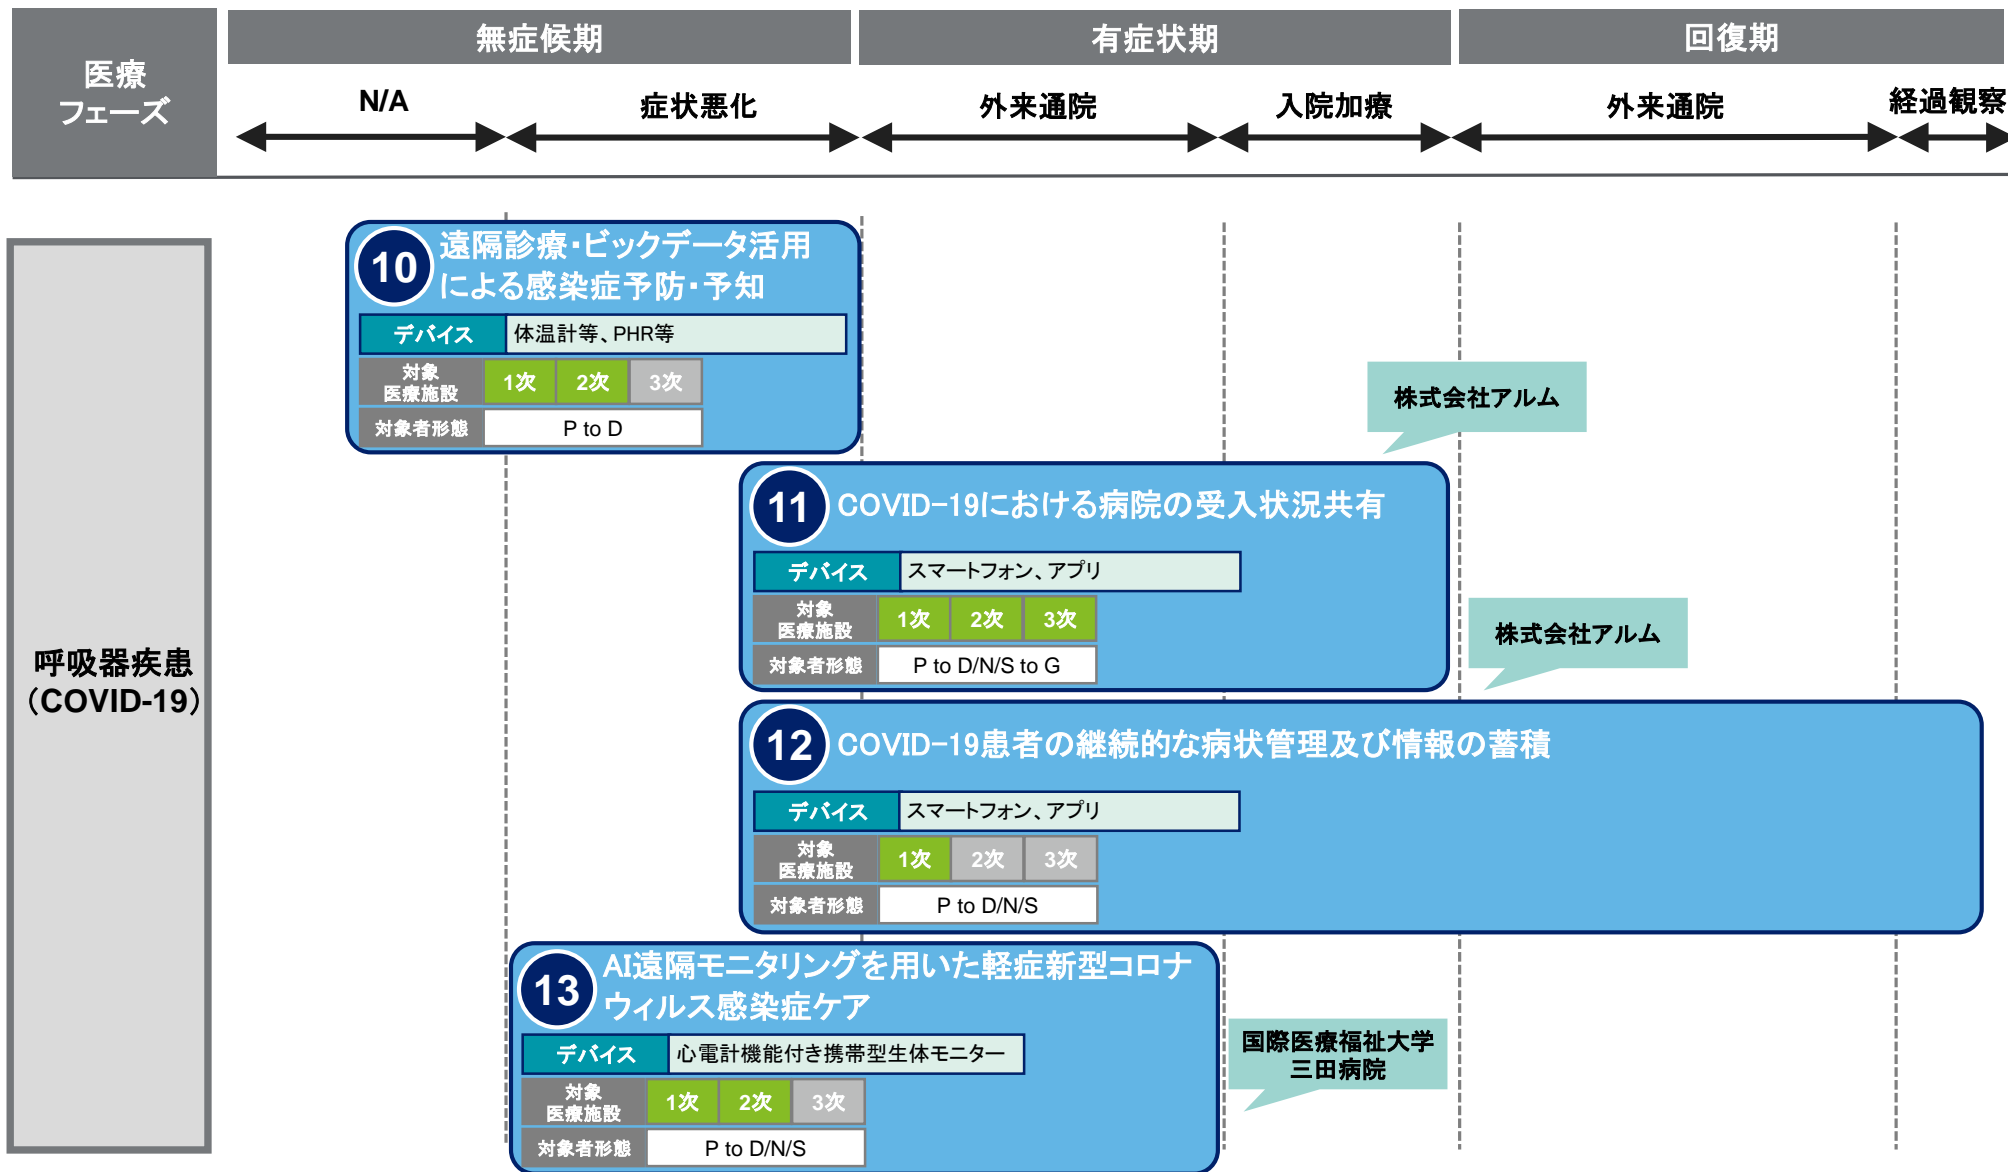 医療
フェーズ
無症候期
有症状期
回復期
N/A
症状悪化
外来通院
入院加療
外来通院
経過観察
呼吸器疾患
（COVID-19）
10
遠隔診療・ビックデータ活用
による感染症予防・予知
デバイス
体温計等、PHR等
対象
医療施設
1次
2次
3次
対象者形態
P to D
株式会社アルム
11
COVID-19における病院の受入状況共有
デバイス
スマートフォン、アプリ
対象
医療施設
1次
2次
3次
対象者形態
P to D/N/S to G
株式会社アルム
12
COVID-19患者の継続的な病状管理及び情報の蓄積
デバイス
スマートフォン、アプリ
対象
医療施設
1次
2次
3次
対象者形態
P to D/N/S
13
AI遠隔モニタリングを用いた軽症新型コロナ
ウィルス感染症ケア
デバイス
心電計機能付き携帯型生体モニター
対象
医療施設
1次
2次
3次
対象者形態
P to D/N/S
国際医療福祉大学
三田病院